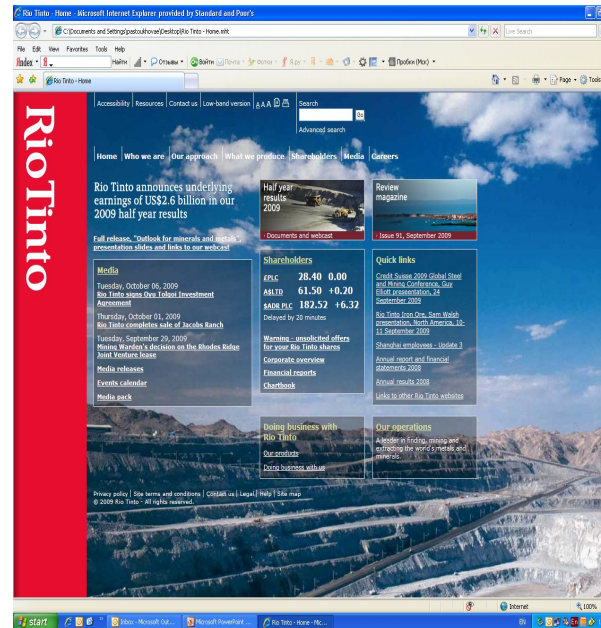 Rio Tinto - Home - Microsoft Internet Explorer provided by Standard and Poor's
C:\Documents and Settings\pastoukhovae\Desktop\Rio Tinto - Home.mht
Live Search
File Edit View Favorites Tools Help
Яndex
Найти
Отзывы
Войти
Почта
Пробки (Мск)
Rio Tinto - Home
Page
Tools
RioTinto
Accessibility | Resources | Contact us | Low-band version | A A A
Search
Go
Advanced search
Home | Who we are | Our approach | What we produce | Shareholders | Media | Careers
Rio Tinto announces underlying
earnings of US$2.6 billion in our
2009 half year results
Full release, "Outlook for minerals and metals",
presentation slides and links to our webcast
Half year
results
2009
· Documents and webcast
Review
magazine
· Issue 91, September 2009
Media
Tuesday, October 06, 2009
Rio Tinto signs Oyu Tolgoi Investment
Agreement
Thursday, October 01, 2009
Rio Tinto completes sale of Jacobs Ranch
Tuesday, September 29, 2009
Mining Warden's decision on the Rhodes Ridge
Joint Venture lease
Media releases
Events calendar
Media pack
Shareholders
£PLC 28.40 0.00
A$LTD 61.50 +0.20
$ADR PLC 182.52 +6.32
Delayed by 20 minutes
Warning - unsolicited offers
for your Rio Tinto shares
Corporate overview
Financial reports
Chartbook
Quick links
Credit Suisse 2009 Global Steel
and Mining Conference, Guy
Elliott preseentation, 24
September 2009
Rio Tinto Iron Ore, Sam Walsh
presentation, North America, 10-
11 September 2009
Shanghai employees - Update 3
Annual report and financial
statements 2008
Annual results 2008
Links to other Rio Tinto websites
Doing business with
Rio Tinto
Our products
Doing business with us
Our operations
A leader in finding, mining and
extracting the world's metals and
minerals.
Privacy policy | Site terms and conditions | Contact us | Legal | Help | Site map
© 2009 Rio Tinto - All rights reserved.
Internet
100%
start
Inbox - Microsoft Out...
Microsoft PowerPoint ...
Rio Tinto - Home - Mic...
EN